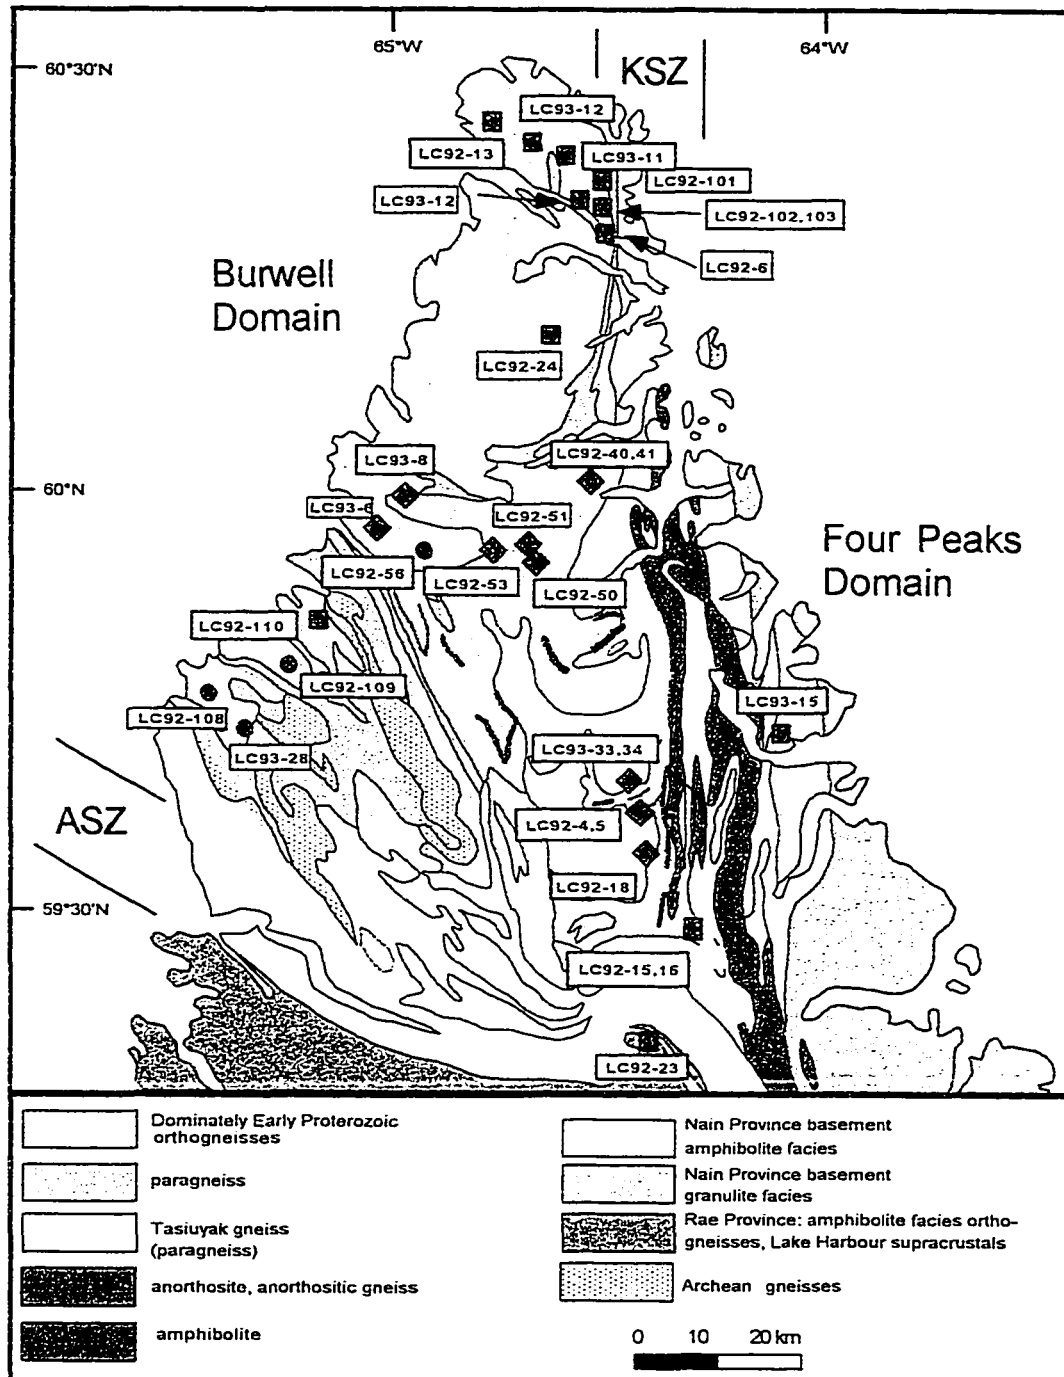 65°W
64°W
60°30'N
KSZ
LC93-12
LC92-13
LC93-11
LC92-101
LC93-12
LC92-102,103
LC92-6
Burwell
Domain
LC92-24
LC93-8
LC92-40,41
60°N
LC93-6
LC92-51
Four Peaks
Domain
LC92-56
LC92-53
LC92-50
LC92-110
LC92-109
LC93-15
LC92-108
LC93-28
LC93-33,34
ASZ
LC92-4,5
LC92-18
59°30'N
LC92-15,16
LC92-23
Dominately Early Proterozoic
orthogneisses
paragneiss
Tasiuyak gneiss
(paragneiss)
anorthosite, anorthositic gneiss
amphibolite
Nain Province basement
amphibolite facies
Nain Province basement
granulite facies
Rae Province: amphibolite facies ortho-
gneisses, Lake Harbour supracrustals
Archean gneisses
0 10 20 km